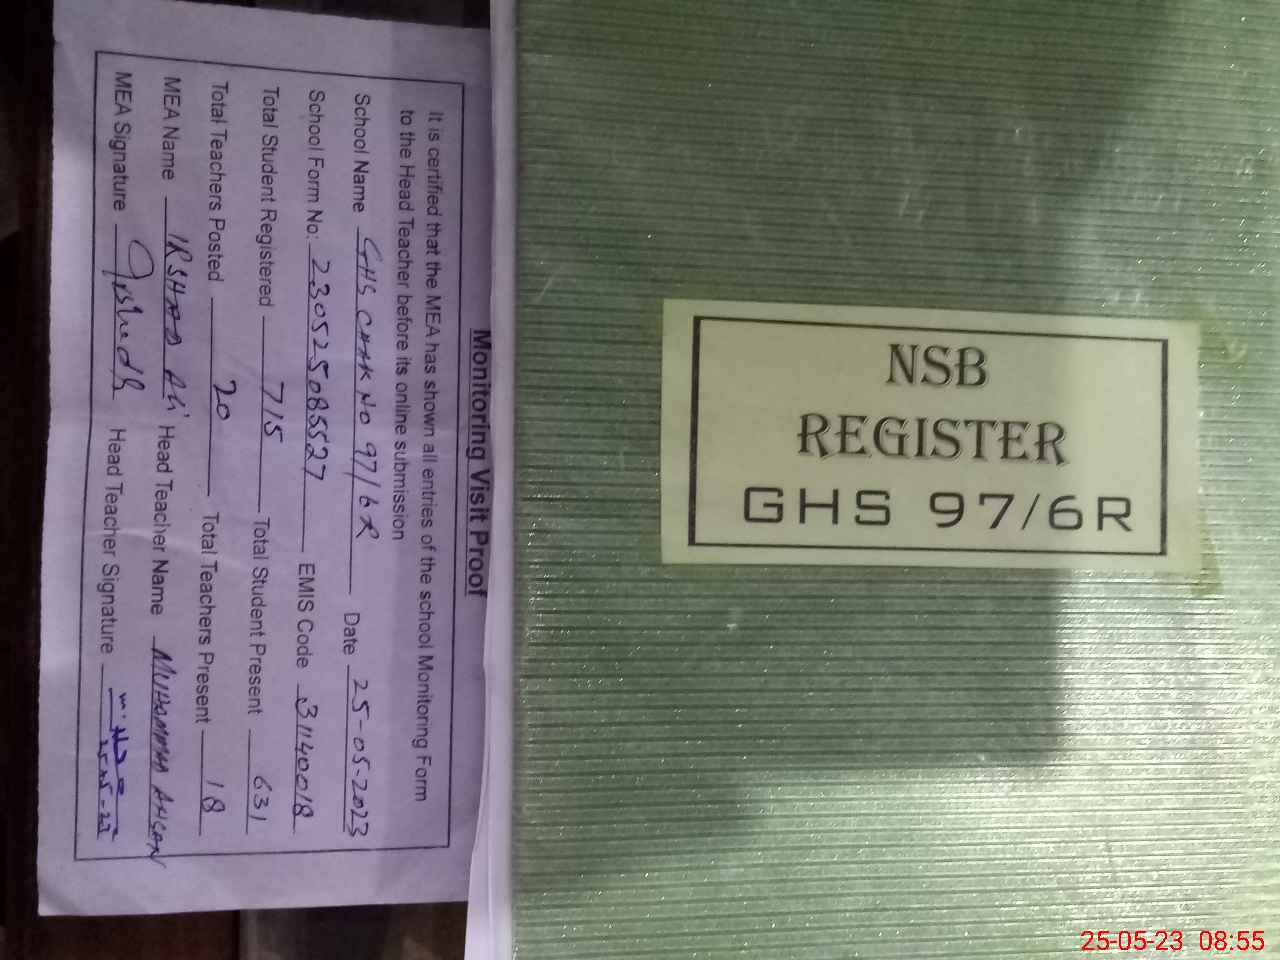 Monitoring Visit Proof
It is certified that the MEA has shown all entries of the school Monitoring Form
to the Head Teacher before its online submission
School Name GHS CHAK NO 97/6R Date 25-05-2023
School Form No: 230525085527 EMIS Code 31140018
Total Student Registered 715 Total Student Present 631
Total Teachers Posted 20 Total Teachers Present 18
MEA Name IRSHAD Ali Head Teacher Name MUHAMMAD AHSAN
MEA Signature Head Teacher Signature
NSB
REGISTER
GHS 97/6R
25-05-23 08:55